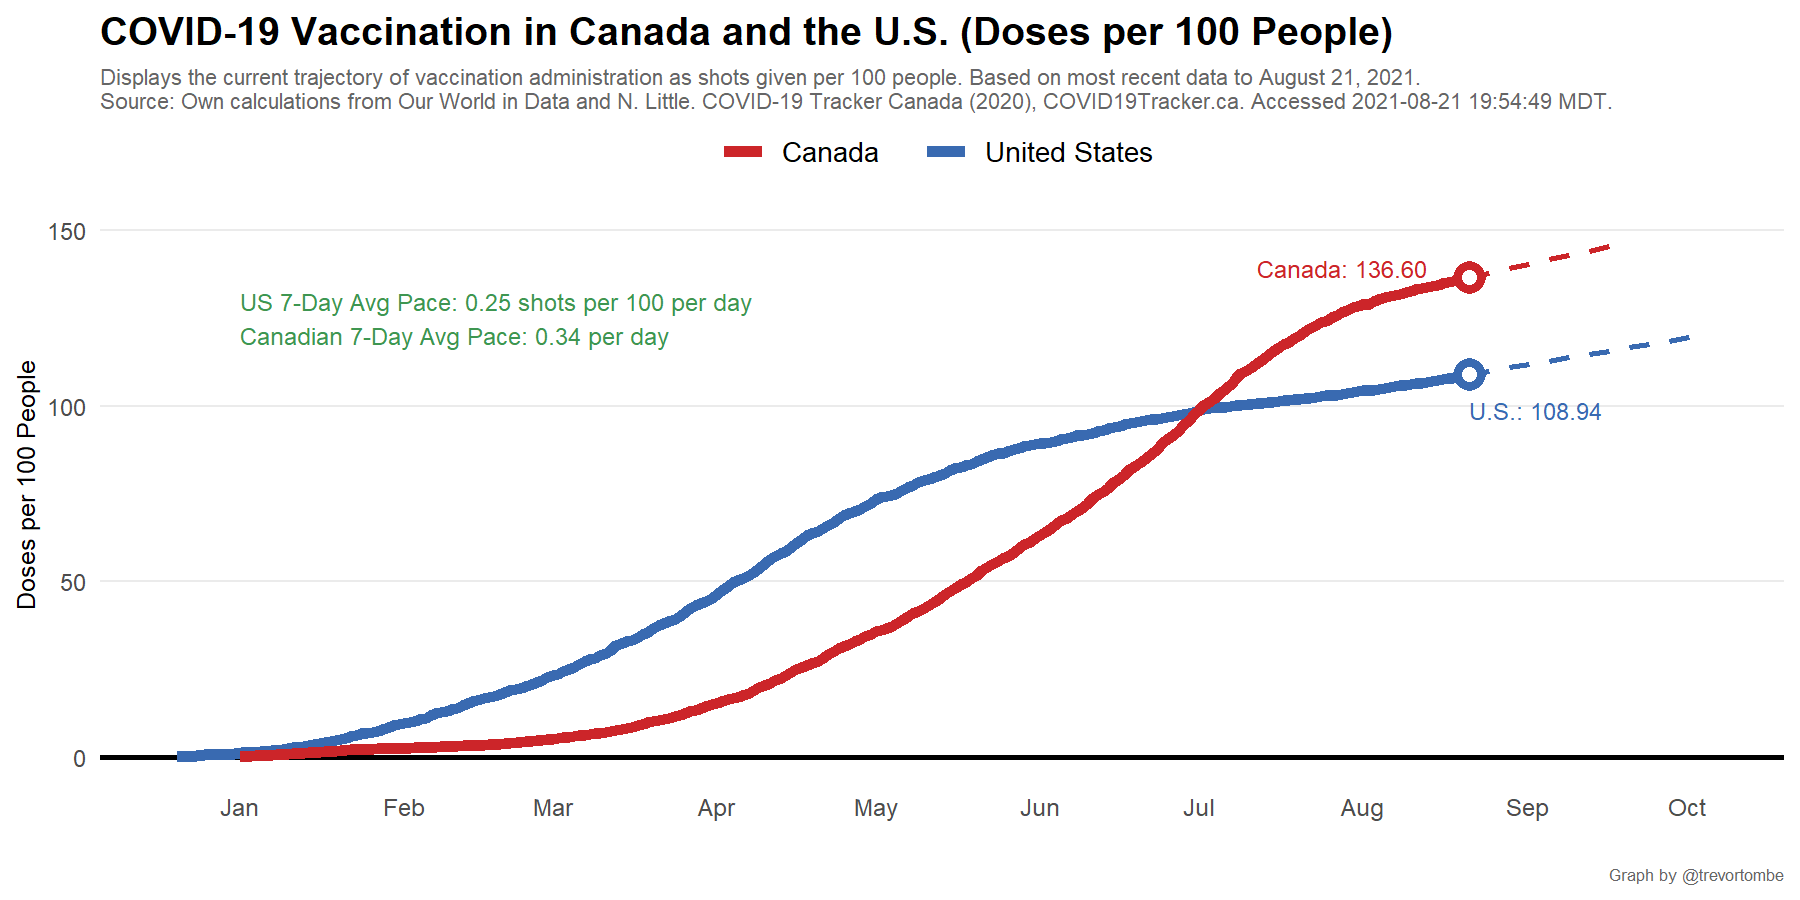 COVID-19 Vaccination in Canada and the U.S. (Doses per 100 People)
Displays the current trajectory of vaccination administration as shots given per 100 people. Based on most recent data to August 21, 2021.
Source: Own calculations from Our World in Data and N. Little. COVID-19 Tracker Canada (2020), COVID19Tracker.ca. Accessed 2021-08-21 19:54:49 MDT.
Canada
United States
150
100
50
0
Doses per 100 People
Canada: 136.60
US 7-Day Avg Pace: 0.25 shots per 100 per day
Canadian 7-Day Avg Pace: 0.34 per day
U.S.: 108.94
Jan
Feb
Mar
Apr
May
Jun
Jul
Aug
Sep
Oct
Graph by @trevortombe